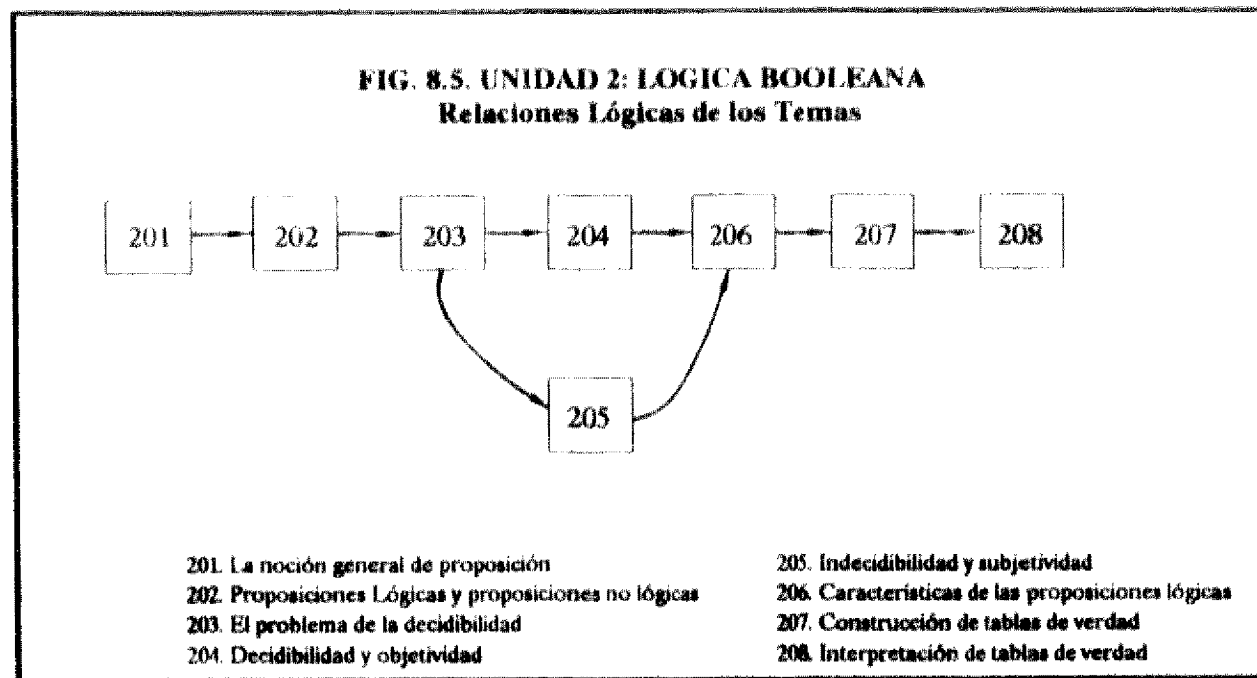 FIG. 8.5. UNIDAD 2: LOGICA BOOLEANA
Relaciones Lógicas de los Temas
201 202 203 204 206 207 208
205
201. La noción general de proposición
202. Proposiciones Lógicas y proposiciones no lógicas
203. El problema de la decidibilidad
204. Decidibilidad y objetividad
205. Indecidibilidad y subjetividad
206. Características de las proposiciones lógicas
207. Construcción de tablas de verdad
208. Interpretación de tablas de verdad